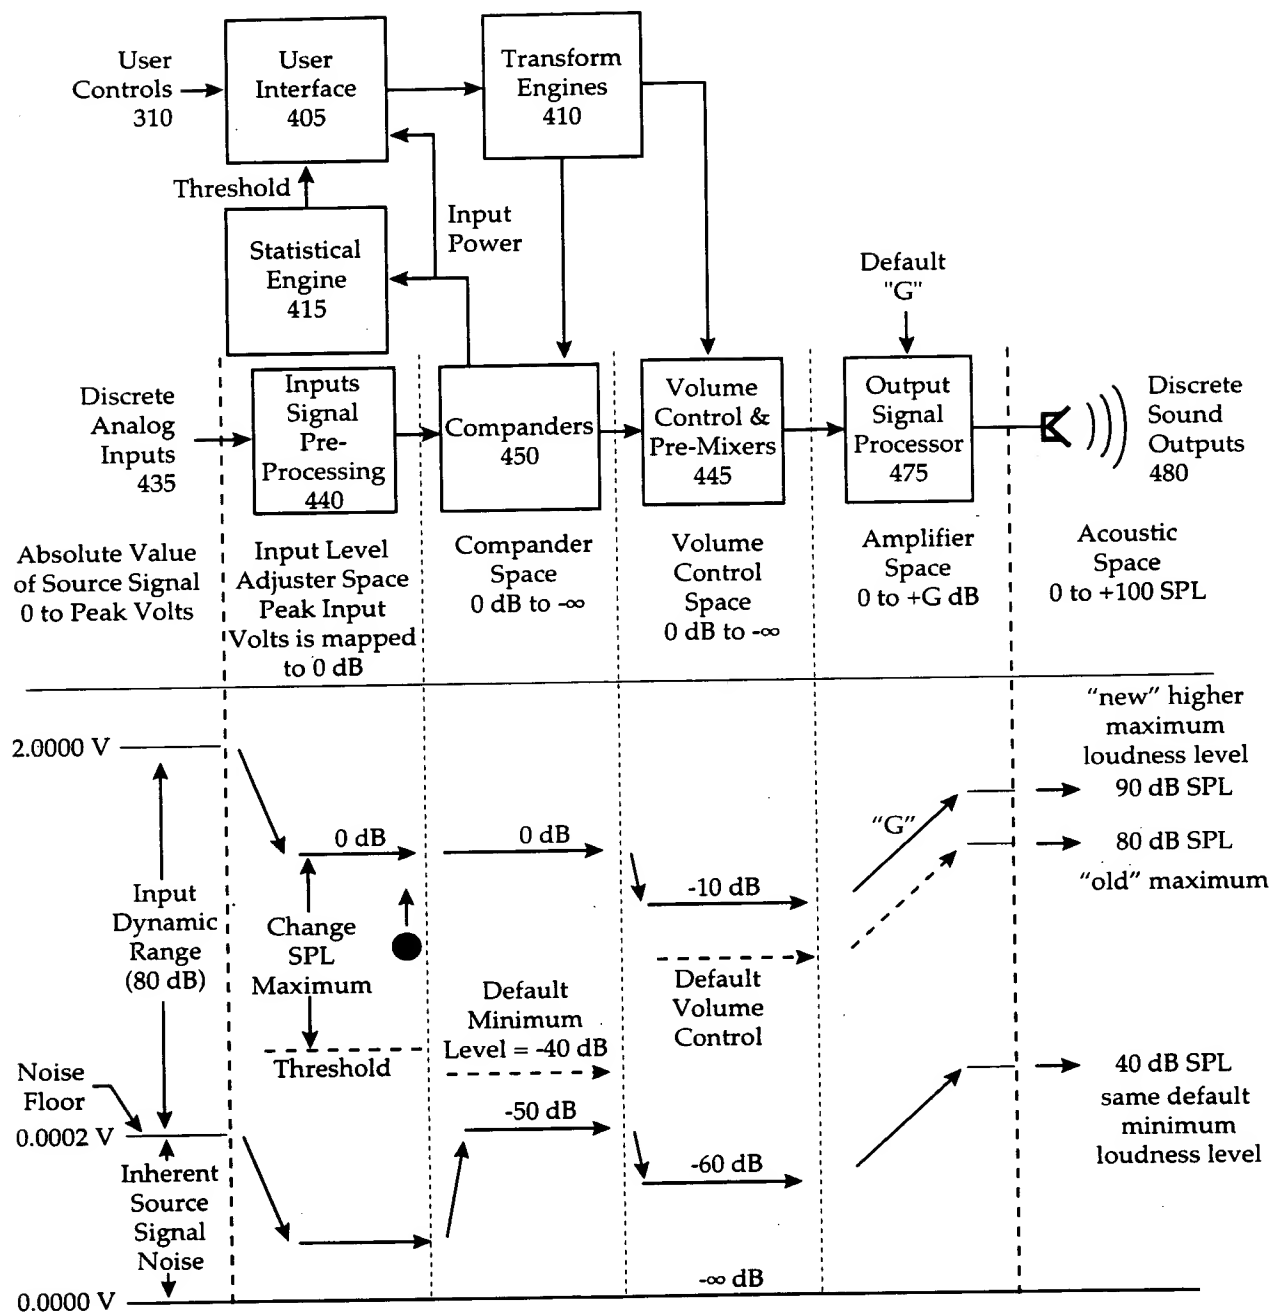 User
Controls
310
User
Interface
405
Transform
Engines
410
Threshold
Input
Power
Statistical
Engine
415
Default
"G"
Discrete
Analog
Inputs
435
Inputs
Signal
Pre-
Processing
440
Companders
450
Volume
Control &
Pre-Mixers
445
Output
Signal
Processor
475
Discrete
Sound
Outputs
480
Absolute Value
of Source Signal
0 to Peak Volts
Input Level
Adjuster Space
Peak Input
Volts is mapped
to 0 dB
Compander
Space
0 dB to -∞
Volume
Control
Space
0 dB to -∞
Amplifier
Space
0 to +G dB
Acoustic
Space
0 to +100 SPL
2.0000 V
Input
Dynamic
Range
(80 dB)
Noise
Floor
0.0002 V
Inherent
Source
Signal
Noise
0.0000 V
0 dB
Change
SPL
Maximum
Threshold
0 dB
Default
Minimum
Level = -40 dB
-50 dB
-10 dB
Default
Volume
Control
-60 dB
-∞ dB
"G"
"new" higher
maximum
loudness level
90 dB SPL
80 dB SPL
"old" maximum
40 dB SPL
same default
minimum
loudness level